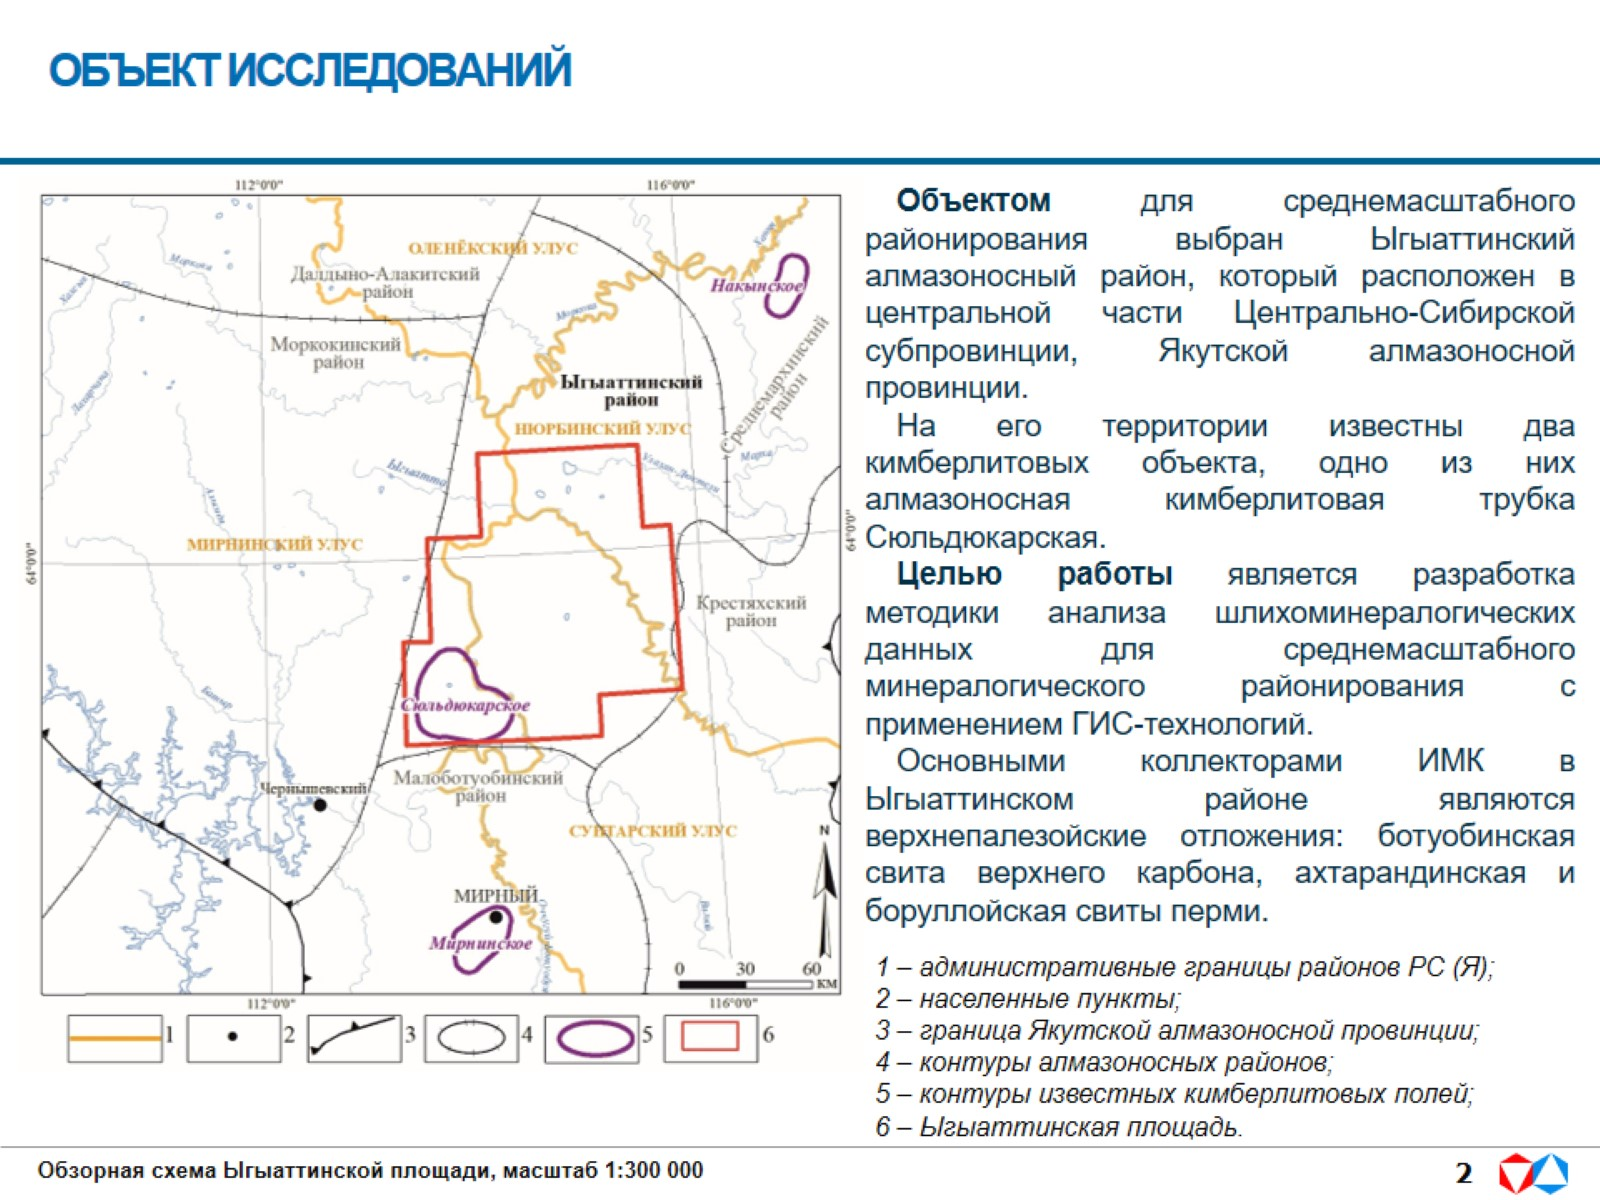 ОБЪЕКТ ИССЛЕДОВАНИЙ
112°0'0"
116°0'0"
ОЛЕНЁКСКИЙ УЛУС
Далдыно-Алакитский
район
Моркока
Накынское
Моркока
Моркокинский
район
Среднемархинский
район
Ыгыаттинский
район
НЮРБИНСКИЙ УЛУС
Ыгыатта
Марха
МИРНИНСКИЙ УЛУС
64°0'0"
64°0'0"
Крестяхский
район
Сюльдюкарское
Малоботуобинский
район
Чернышевский
СУНТАРСКИЙ УЛУС
МИРНЫЙ
Мирнинское
N
0 30 60
км
112°0'0"
116°0'0"
1 2 3 4 5 6
Объектом для среднемасштабного
районирования выбран Ыгыаттинский
алмазоносный район, который расположен в
центральной части Центрально-Сибирской
субпровинции, Якутской алмазоносной
провинции.
На его территории известны два
кимберлитовых объекта, одно из них
алмазоносная кимберлитовая трубка
Сюльдюкарская.
Целью работы является разработка
методики анализа шлихоминералогических
данных для среднемасштабного
минералогического районирования с
применением ГИС-технологий.
Основными коллекторами ИМК в
Ыгыаттинском районе являются
верхнепалезойские отложения: ботуобинская
свита верхнего карбона, ахтарандинская и
боруллойская свиты перми.
1 – административные границы районов РС (Я);
2 – населенные пункты;
3 – граница Якутской алмазоносной провинции;
4 – контуры алмазоносных районов;
5 – контуры известных кимберлитовых полей;
6 – Ыгыаттинская площадь.
Обзорная схема Ыгыаттинской площади, масштаб 1:300 000
2